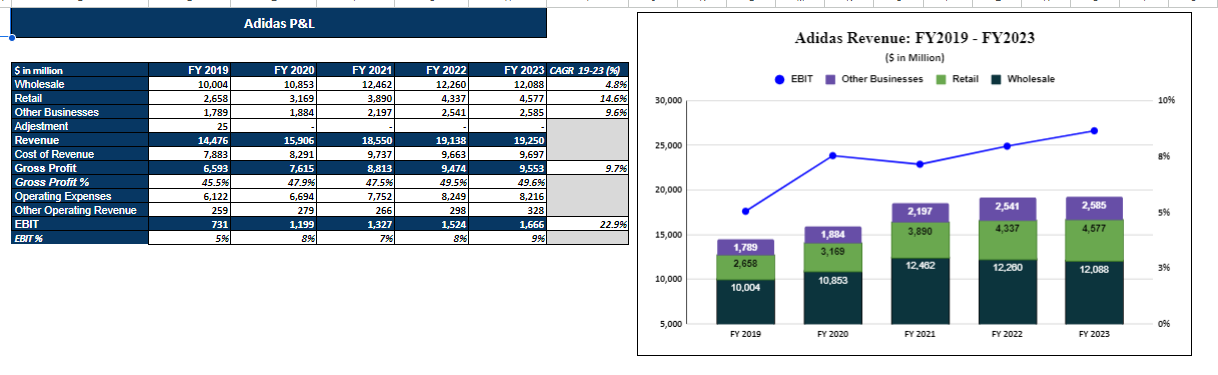 Adidas P&L
$ in million FY 2019 FY 2020 FY 2021 FY 2022 FY 2023 CAGR 19-23 (%)
Wholesale 10,004 10,853 12,462 12,260 12,088 4.8%
Retail 2,658 3,169 3,890 4,337 4,577 14.6%
Other Businesses 1,789 1,884 2,197 2,541 2,585 9.6%
Adjestment 25 - - - -
Revenue 14,476 15,906 18,550 19,138 19,250
Cost of Revenue 7,883 8,291 9,737 9,663 9,697
Gross Profit 6,593 7,615 8,813 9,474 9,553 9.7%
Gross Profit % 45.5% 47.9% 47.5% 49.5% 49.6%
Operating Expenses 6,122 6,694 7,752 8,249 8,216
Other Operating Revenue 259 279 266 298 328
EBIT 731 1,199 1,327 1,524 1,666 22.9%
EBIT % 5% 8% 7% 8% 9%
Adidas Revenue: FY2019 - FY2023
($ in Million)
EBIT Other Businesses Retail Wholesale
30,000 10%
25,000 8%
20,000 5%
15,000 3%
10,000 0%
5,000
1,789 1,884 2,197 2,541 2,585
2,658 3,169 3,890 4,337 4,577
10,004 10,853 12,462 12,260 12,088
FY 2019 FY 2020 FY 2021 FY 2022 FY 2023